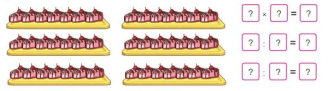 ? × ? = ?
? : ? = ?
? : ? = ?